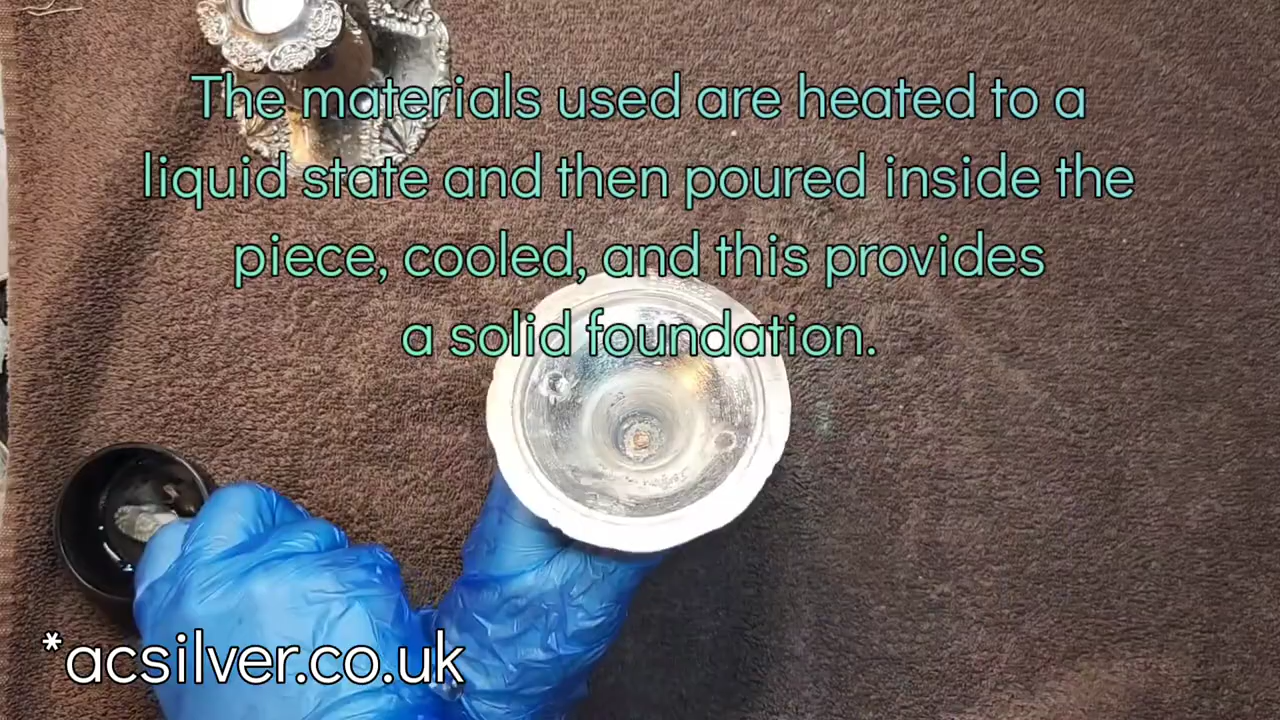 The materials used are heated to a
liquid state and then poured inside the
piece, cooled, and this provides
a solid foundation.
*acsilver.co.uk